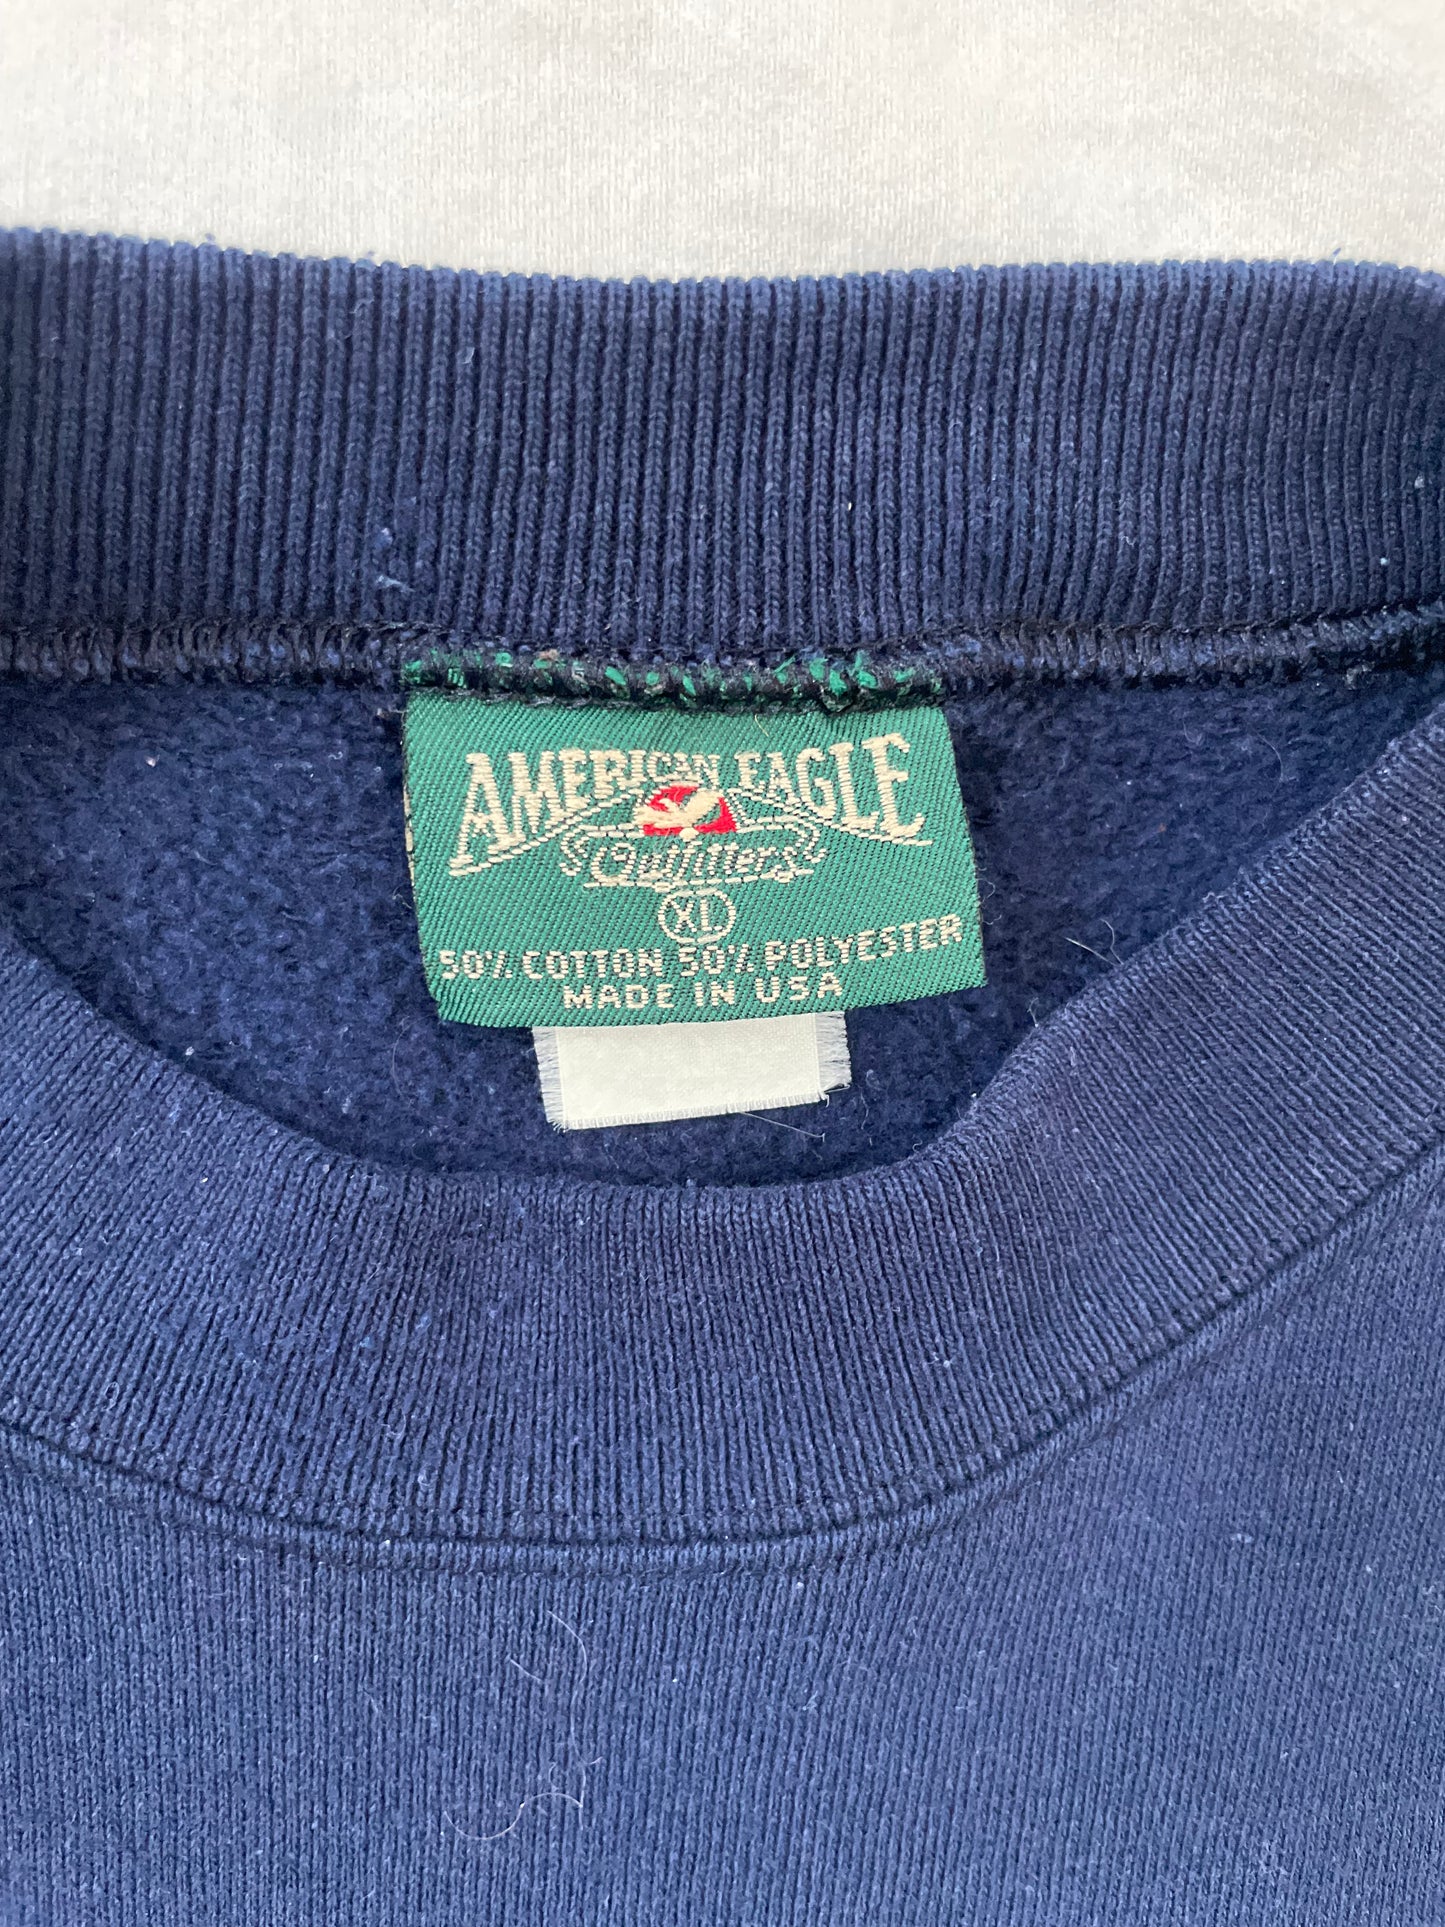 AMERICAN EAGLE
Outfitters
XL
50% COTTON 50% POLYESTER
MADE IN USA